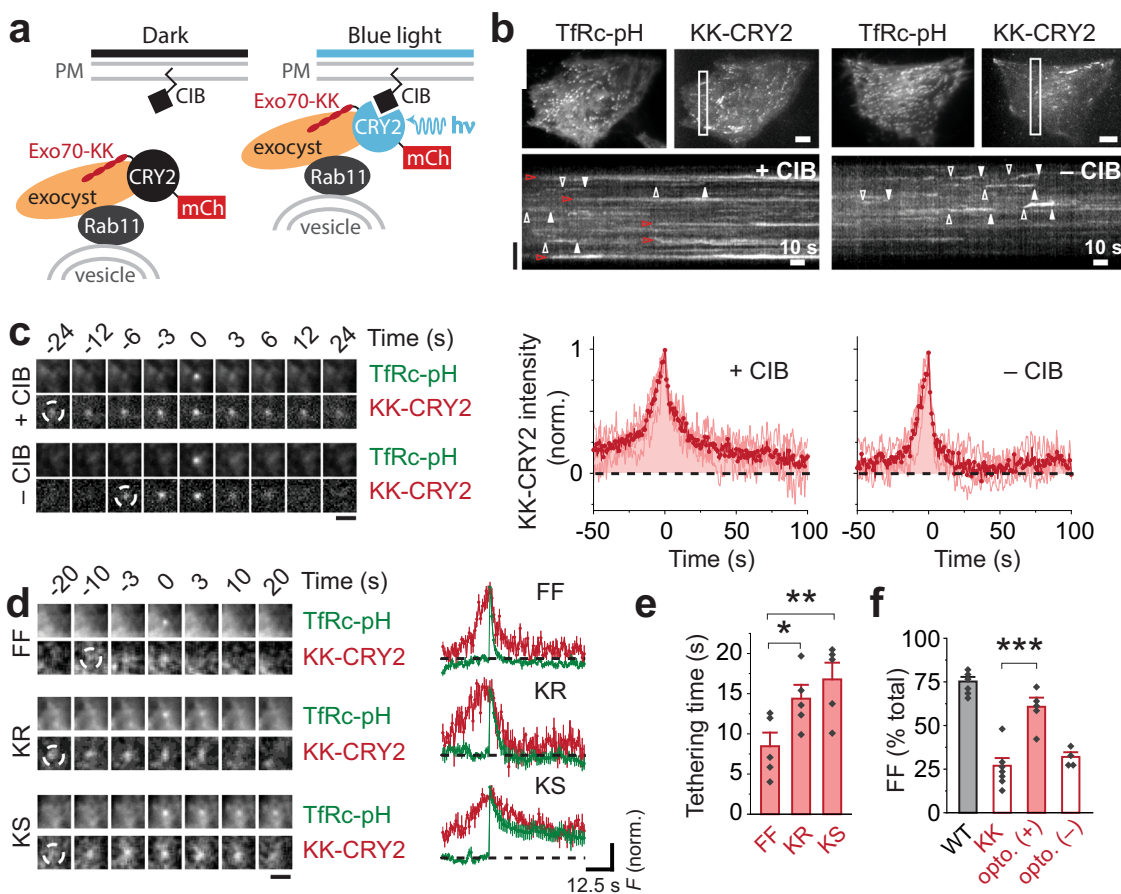 a
Dark
PM
CIB
Exo70-KK
exocyst
CRY2
mCh
Rab11
vesicle
Blue light
PM
CIB
Exo70-KK
exocyst
CRY2
hν
mCh
Rab11
vesicle
b
TfRc-pH KK-CRY2 TfRc-pH KK-CRY2
+ CIB
10 s
– CIB
10 s
c
-24 -12 -6 -3 0 3 6 12 24 Time (s)
+ CIB
TfRc-pH
KK-CRY2
– CIB
TfRc-pH
KK-CRY2
KK-CRY2 intensity
(norm.)
1
0
+ CIB
-50 0 50 100
Time (s)
– CIB
-50 0 50 100
Time (s)
d
-20 -10 -3 0 3 10 20 Time (s)
FF
TfRc-pH
KK-CRY2
FF
KR
TfRc-pH
KK-CRY2
KR
KS
TfRc-pH
KK-CRY2
KS
12.5 s
F (norm.)
e
Tethering time (s)
20
15
10
5
0
*
**
FF KR KS
f
FF (% total)
100
75
50
25
0
***
WT
KK
opto. (+)
opto. (–)